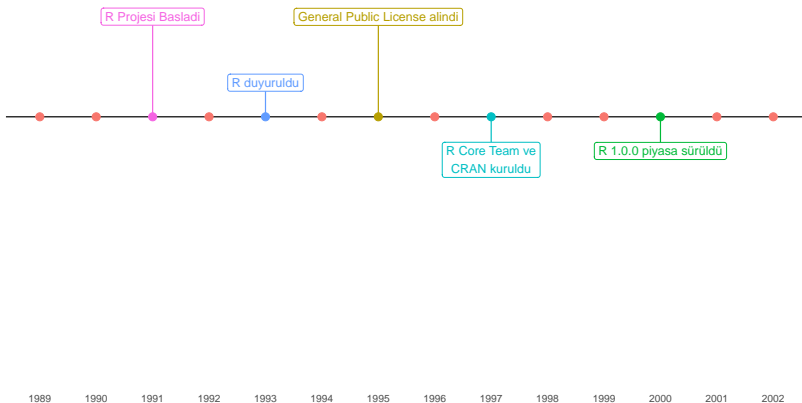 R Projesi Basladi
General Public License alindi
R duyuruldu
R Core Team ve
CRAN kuruldu
R 1.0.0 piyasa sürüldü
1989 1990 1991 1992 1993 1994 1995 1996 1997 1998 1999 2000 2001 2002